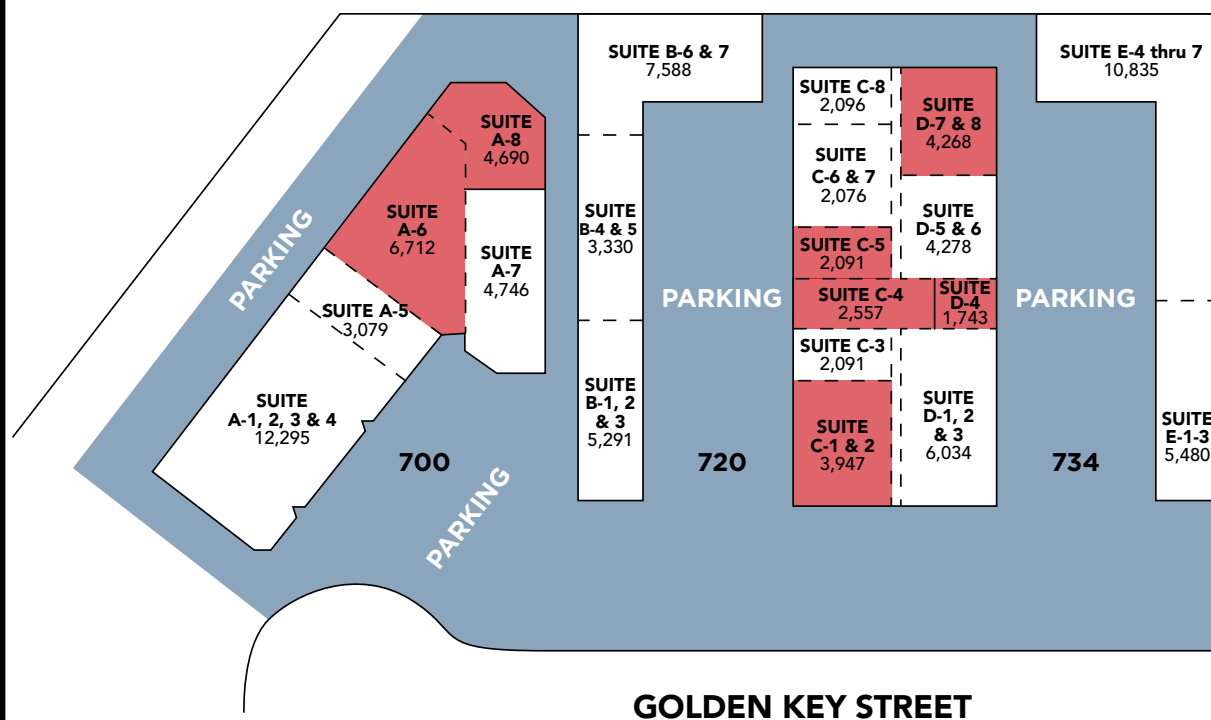 SUITE B-6 & 7
7,588
SUITE E-4 thru 7
10,835
SUITE
A-8
4,690
SUITE
A-6
6,712
SUITE
A-7
4,746
PARKING
SUITE A-5
3,079
SUITE
A-1, 2, 3 & 4
12,295
700
PARKING
SUITE
B-4 & 5
3,330
SUITE
B-1, 2
& 3
5,291
PARKING
720
SUITE C-8
2,096
SUITE
C-6 & 7
2,076
SUITE C-5
2,091
SUITE C-4
2,557
SUITE C-3
2,091
SUITE
C-1 & 2
3,947
SUITE
D-7 & 8
4,268
SUITE
D-5 & 6
4,278
SUITE
D-4
1,743
SUITE
D-1, 2
& 3
6,034
PARKING
734
SUITE
E-1-3
5,480
GOLDEN KEY STREET